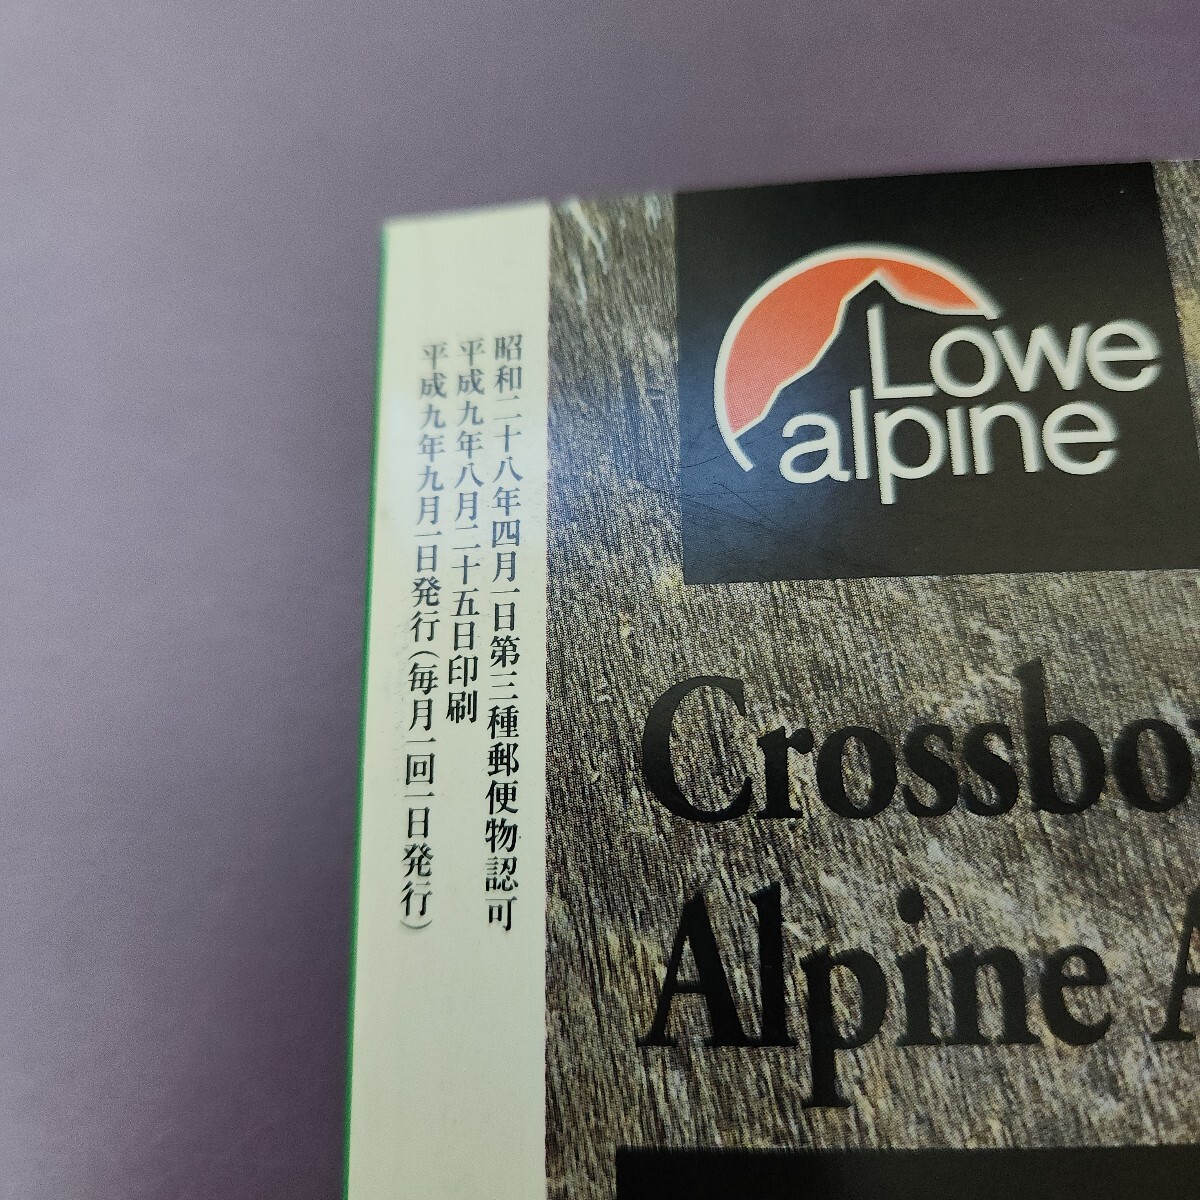 昭和二十八年四月一日第三種郵便物認可
平成九年八月二十五日印刷
平成九年九月一日発行（毎月一回一日発行）
Lowe
alpine
Crossbo
Alpine A